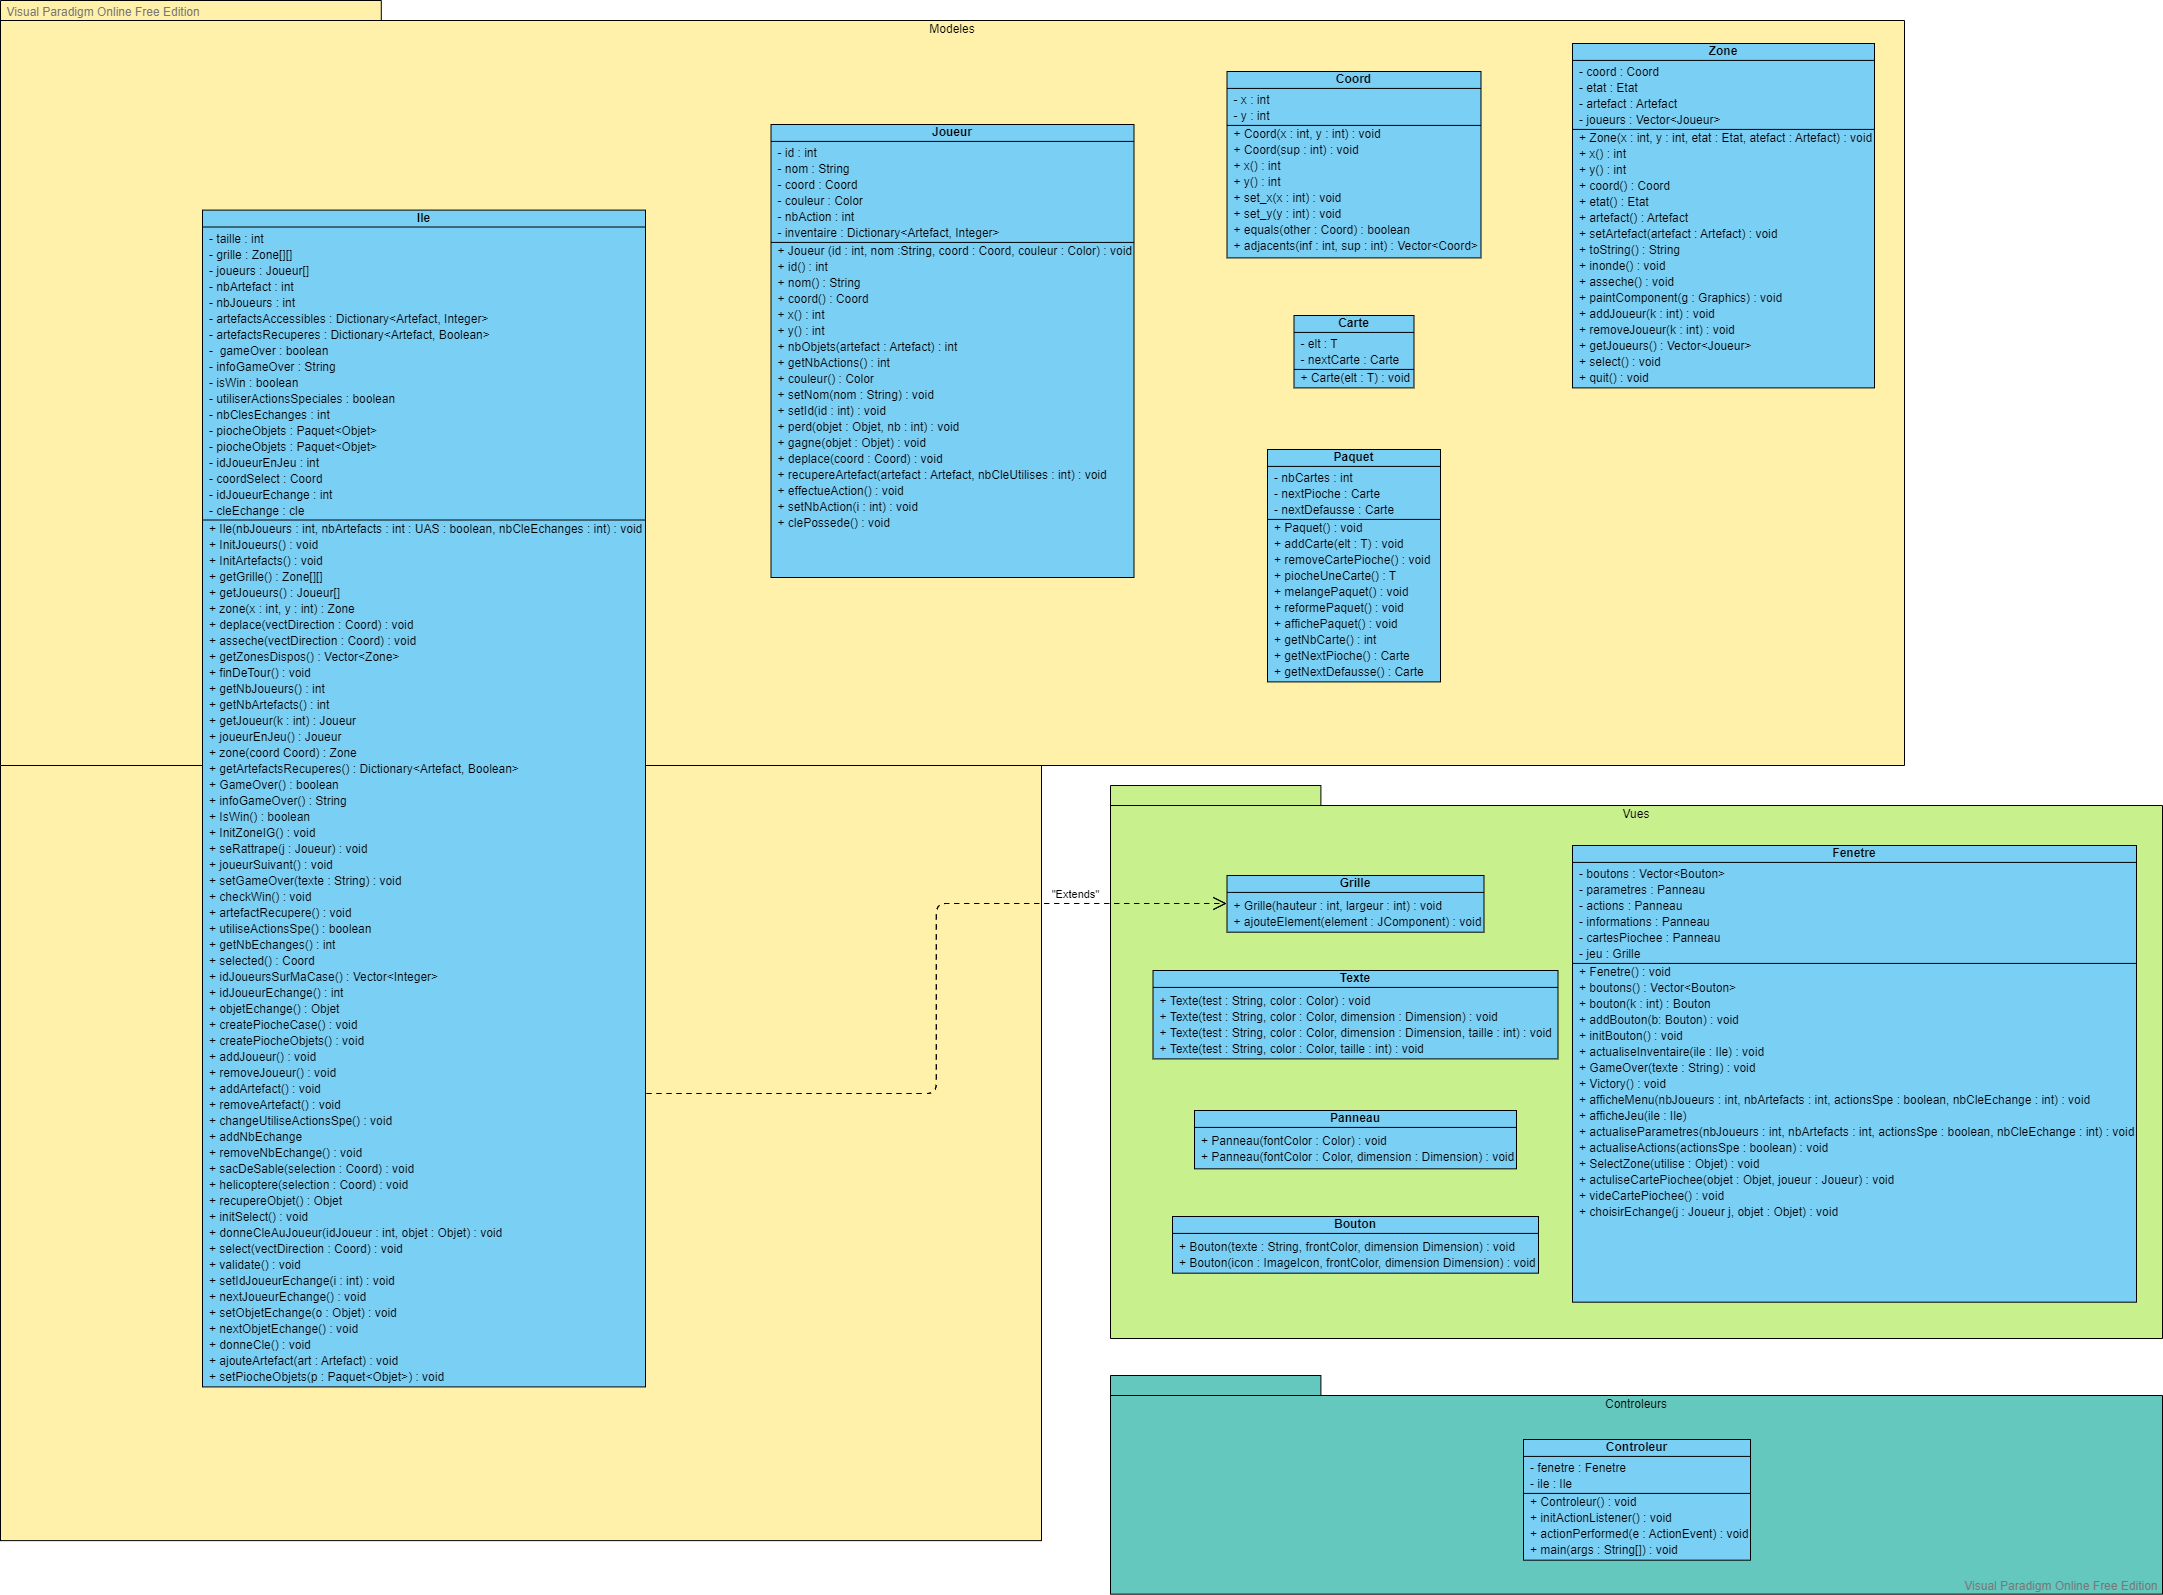 Visual Paradigm Online Free Edition
Modeles
Ile
- taille : int
- grille : Zone[][]
- joueurs : Joueur[]
- nbArtefact : int
- nbJoueurs : int
- artefactsAccessibles : Dictionary<Artefact, Integer>
- artefactsRecuperes : Dictionary<Artefact, Boolean>
- gameOver : boolean
- infoGameOver : String
- isWin : boolean
- utiliserActionsSpeciales : boolean
- nbClesEchanges : int
- piocheObjets : Paquet<Objet>
- piocheObjets : Paquet<Objet>
- idJoueurEnJeu : int
- coordSelect : Coord
- idJoueurEchange : int
- cleEchange : cle
+ Ile(nbJoueurs : int, nbArtefacts : int : UAS : boolean, nbCleEchanges : int) : void
+ InitJoueurs() : void
+ InitArtefacts() : void
+ getGrille() : Zone[][]
+ getJoueurs() : Joueur[]
+ zone(x : int, y : int) : Zone
+ deplace(vectDirection : Coord) : void
+ asseche(vectDirection : Coord) : void
+ getZonesDispos() : Vector<Zone>
+ finDeTour() : void
+ getNbJoueurs() : int
+ getNbArtefacts() : int
+ getJoueur(k : int) : Joueur
+ joueurEnJeu() : Joueur
+ zone(coord Coord) : Zone
+ getArtefactsRecuperes() : Dictionary<Artefact, Boolean>
+ GameOver() : boolean
+ infoGameOver() : String
+ IsWin() : boolean
+ InitZoneIG() : void
+ seRattrape(j : Joueur) : void
+ joueurSuivant() : void
+ setGameOver(texte : String) : void
+ checkWin() : void
+ artefactRecupere() : void
+ utiliseActionsSpe() : boolean
+ getNbEchanges() : int
+ selected() : Coord
+ idJoueursSurMaCase() : Vector<Integer>
+ idJoueurEchange() : int
+ objetEchange() : Objet
+ createPiocheCase() : void
+ createPiocheObjets() : void
+ addJoueur() : void
+ removeJoueur() : void
+ addArtefact() : void
+ removeArtefact() : void
+ changeUtiliseActionsSpe() : void
+ addNbEchange
+ removeNbEchange() : void
+ sacDeSable(selection : Coord) : void
+ helicoptere(selection : Coord) : void
+ recupereObjet() : Objet
+ initSelect() : void
+ donneCleAuJoueur(idJoueur : int, objet : Objet) : void
+ select(vectDirection : Coord) : void
+ validate() : void
+ setIdJoueurEchange(i : int) : void
+ nextJoueurEchange() : void
+ setObjetEchange(o : Objet) : void
+ nextObjetEchange() : void
+ donneCle() : void
+ ajouteArtefact(art : Artefact) : void
+ setPiocheObjets(p : Paquet<Objet>) : void
Joueur
- id : int
- nom : String
- coord : Coord
- couleur : Color
- nbAction : int
- inventaire : Dictionary<Artefact, Integer>
+ Joueur (id : int, nom :String, coord : Coord, couleur : Color) : void
+ id() : int
+ nom() : String
+ coord() : Coord
+ x() : int
+ y() : int
+ nbObjets(artefact : Artefact) : int
+ getNbActions() : int
+ couleur() : Color
+ setNom(nom : String) : void
+ setId(id : int) : void
+ perd(objet : Objet, nb : int) : void
+ gagne(objet : Objet) : void
+ deplace(coord : Coord) : void
+ recupereArtefact(artefact : Artefact, nbCleUtilises : int) : void
+ effectueAction() : void
+ setNbAction(i : int) : void
+ clePossede() : void
Coord
- x : int
- y : int
+ Coord(x : int, y : int) : void
+ Coord(sup : int) : void
+ x() : int
+ y() : int
+ set_x(x : int) : void
+ set_y(y : int) : void
+ equals(other : Coord) : boolean
+ adjacents(inf : int, sup : int) : Vector<Coord>
Carte
- elt : T
- nextCarte : Carte
+ Carte(elt : T) : void
Paquet
- nbCartes : int
- nextPioche : Carte
- nextDefausse : Carte
+ Paquet() : void
+ addCarte(elt : T) : void
+ removeCartePioche() : void
+ piocheUneCarte() : T
+ melangePaquet() : void
+ reformePaquet() : void
+ affichePaquet() : void
+ getNbCarte() : int
+ getNextPioche() : Carte
+ getNextDefausse() : Carte
Zone
- coord : Coord
- etat : Etat
- artefact : Artefact
- joueurs : Vector<Joueur>
+ Zone(x : int, y : int, etat : Etat, atefact : Artefact) : void
+ x() : int
+ y() : int
+ coord() : Coord
+ etat() : Etat
+ artefact() : Artefact
+ setArtefact(artefact : Artefact) : void
+ toString() : String
+ inonde() : void
+ asseche() : void
+ paintComponent(g : Graphics) : void
+ addJoueur(k : int) : void
+ removeJoueur(k : int) : void
+ getJoueurs() : Vector<Joueur>
+ select() : void
+ quit() : void
"Extends"
Vues
Grille
+ Grille(hauteur : int, largeur : int) : void
+ ajouteElement(element : JComponent) : void
Texte
+ Texte(test : String, color : Color) : void
+ Texte(test : String, color : Color, dimension : Dimension) : void
+ Texte(test : String, color : Color, dimension : Dimension, taille : int) : void
+ Texte(test : String, color : Color, taille : int) : void
Panneau
+ Panneau(fontColor : Color) : void
+ Panneau(fontColor : Color, dimension : Dimension) : void
Bouton
+ Bouton(texte : String, frontColor, dimension Dimension) : void
+ Bouton(icon : ImageIcon, frontColor, dimension Dimension) : void
Fenetre
- boutons : Vector<Bouton>
- parametres : Panneau
- actions : Panneau
- informations : Panneau
- cartesPiochee : Panneau
- jeu : Grille
+ Fenetre() : void
+ boutons() : Vector<Bouton>
+ bouton(k : int) : Bouton
+ addBouton(b: Bouton) : void
+ initBouton() : void
+ actualiseInventaire(ile : Ile) : void
+ GameOver(texte : String) : void
+ Victory() : void
+ afficheMenu(nbJoueurs : int, nbArtefacts : int, actionsSpe : boolean, nbCleEchange : int) : void
+ afficheJeu(ile : Ile)
+ actualiseParametres(nbJoueurs : int, nbArtefacts : int, actionsSpe : boolean, nbCleEchange : int) : void
+ actualiseActions(actionsSpe : boolean) : void
+ SelectZone(utilise : Objet) : void
+ actuliseCartePiochee(objet : Objet, joueur : Joueur) : void
+ videCartePiochee() : void
+ choisirEchange(j : Joueur j, objet : Objet) : void
Controleurs
Controleur
- fenetre : Fenetre
- ile : Ile
+ Controleur() : void
+ initActionListener() : void
+ actionPerformed(e : ActionEvent) : void
+ main(args : String[]) : void
Visual Paradigm Online Free Edition